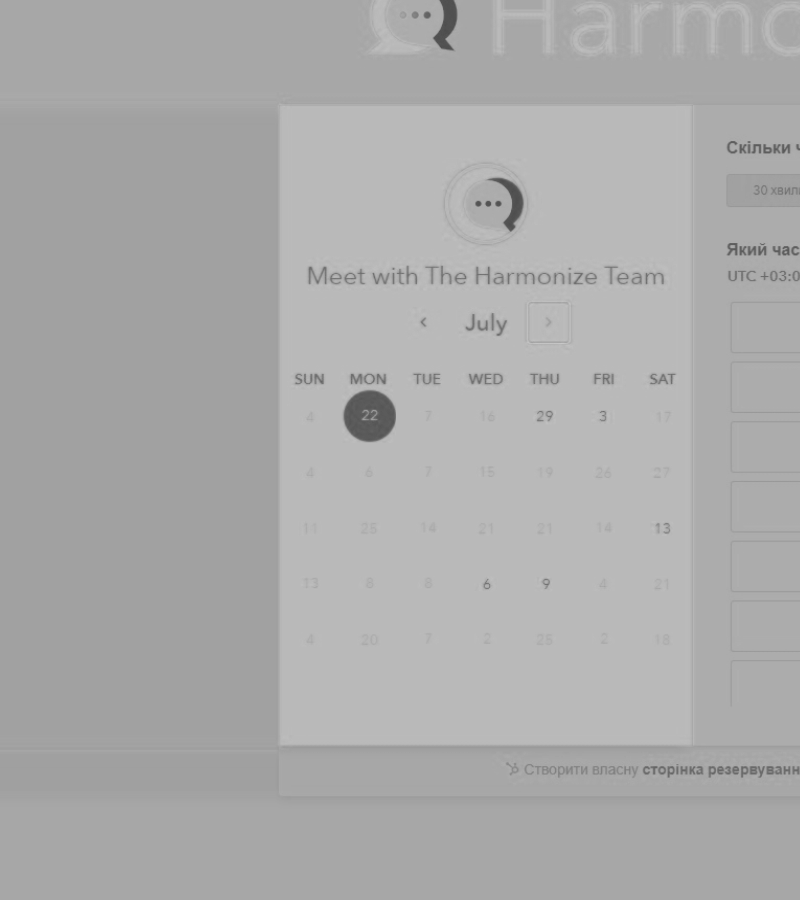 Harmo
Meet with The Harmonize Team
‹ July ›
SUN MON TUE WED THU FRI SAT
4 22 7 16 29 3 17
4 6 7 15 19 26 27
11 25 14 21 21 14 13
13 8 8 6 9 4 21
4 20 7 2 25 2 18
Скільки ч
30 хвили
Який час
UTC +03:0
Створити власну сторінка резервуванн